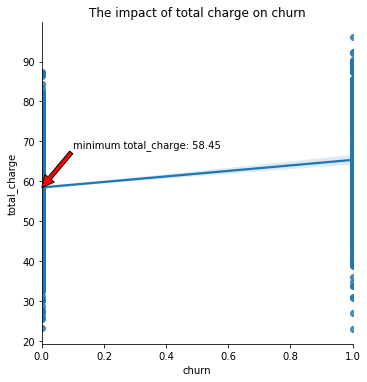 The impact of total charge on churn
minimum total_charge: 58.45
total_charge
90
80
70
60
50
40
30
20
0.0 0.2 0.4 0.6 0.8 1.0
churn